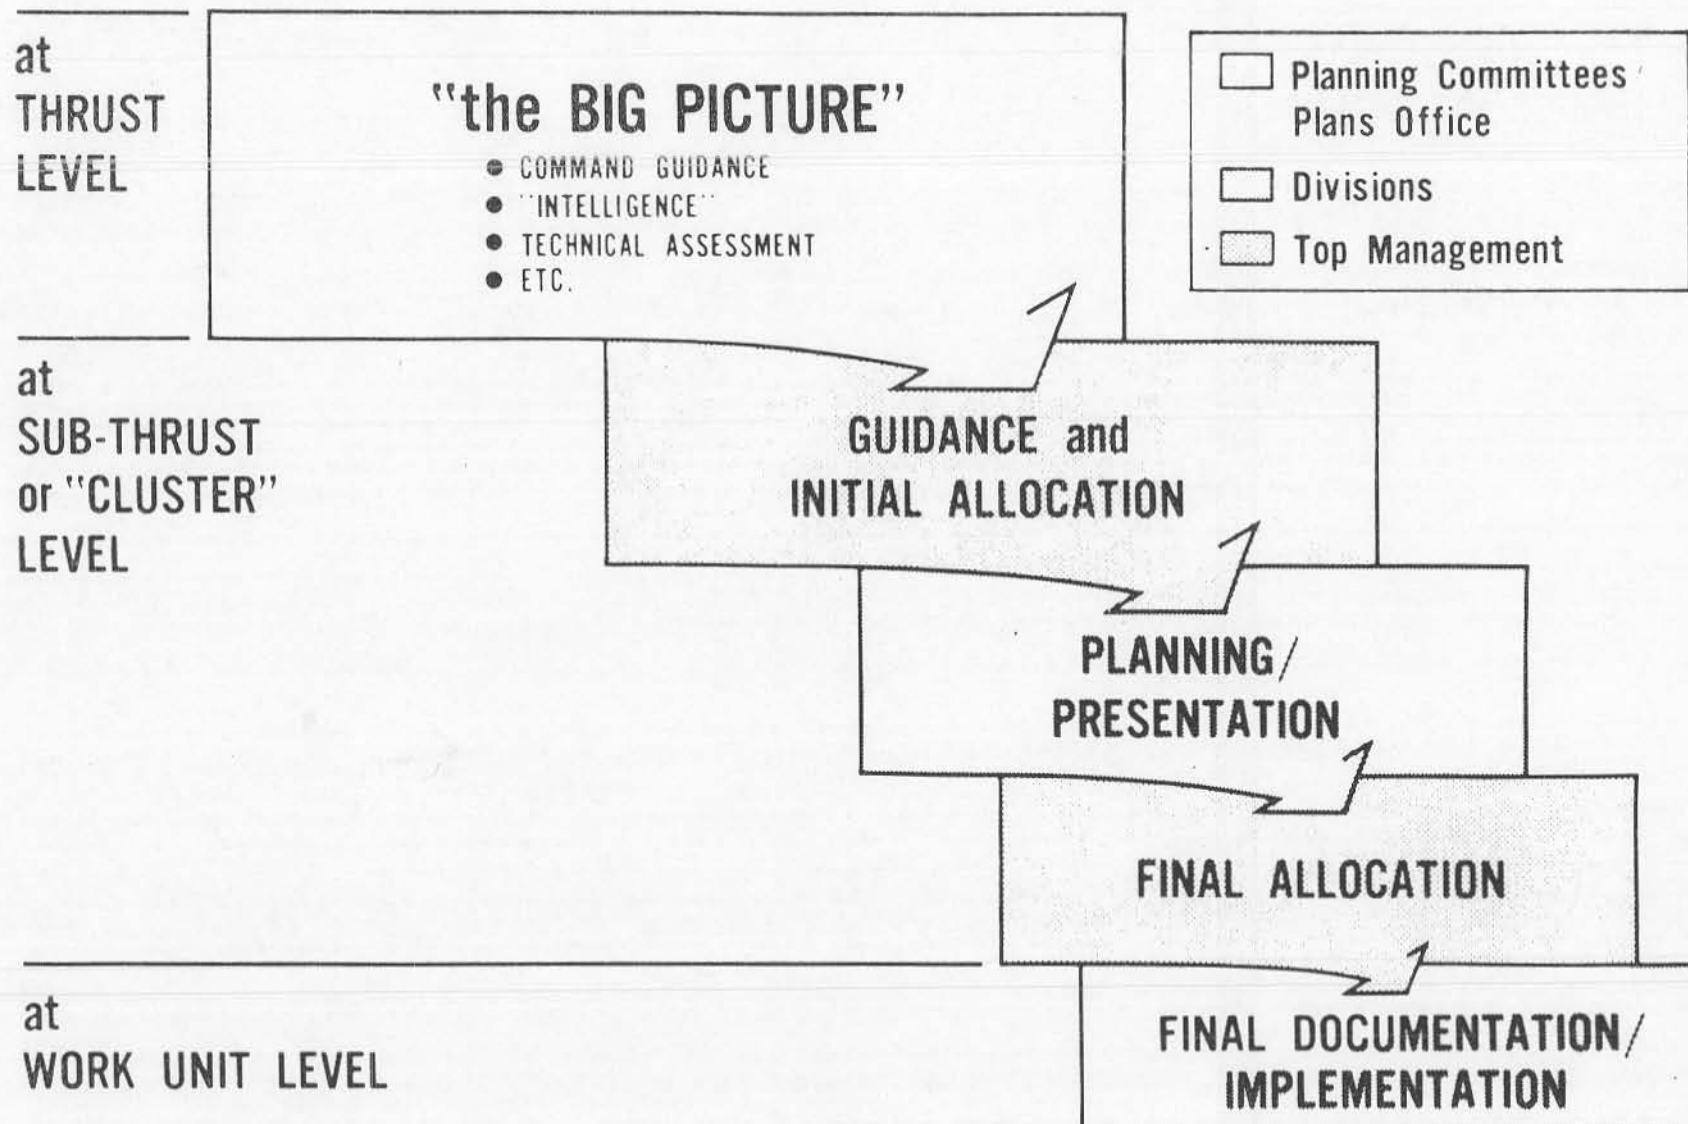 at
THRUST
LEVEL
"the BIG PICTURE"
● COMMAND GUIDANCE
● "INTELLIGENCE"
● TECHNICAL ASSESSMENT
● ETC.
Planning Committees
Plans Office
Divisions
Top Management
at
SUB-THRUST
or "CLUSTER"
LEVEL
GUIDANCE and
INITIAL ALLOCATION
PLANNING/
PRESENTATION
FINAL ALLOCATION
at
WORK UNIT LEVEL
FINAL DOCUMENTATION/
IMPLEMENTATION